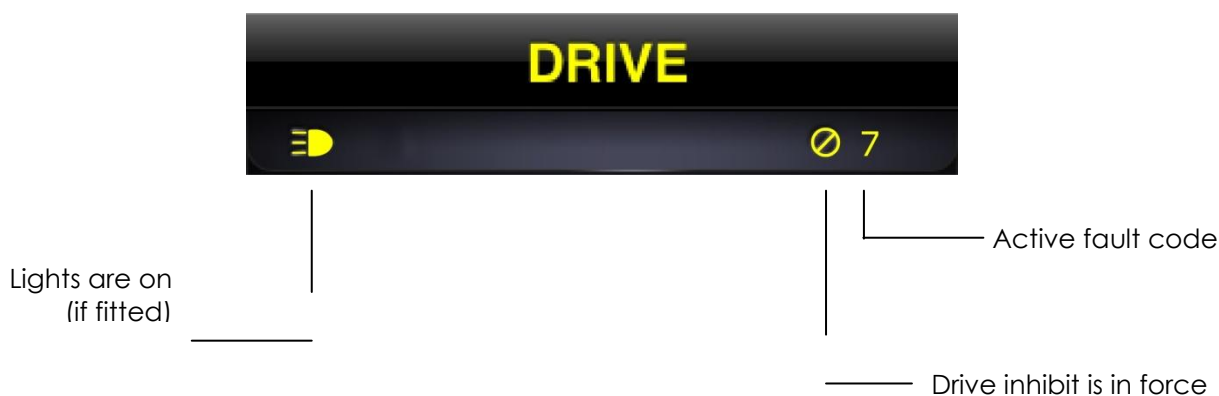 DRIVE
7
Active fault code
Lights are on
(if fitted)
Drive inhibit is in force